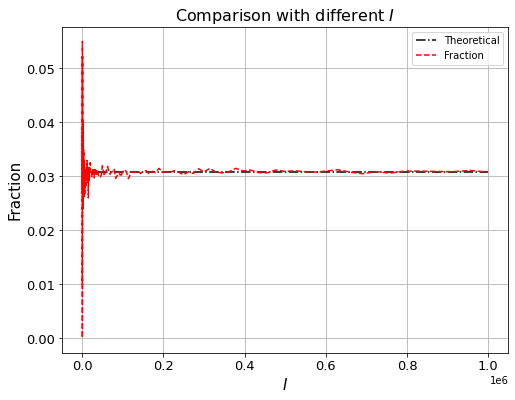 Comparison with different I
Theoretical
Fraction
Fraction
0.05
0.04
0.03
0.02
0.01
0.00
0.0 0.2 0.4 0.6 0.8 1.0
1e6
I